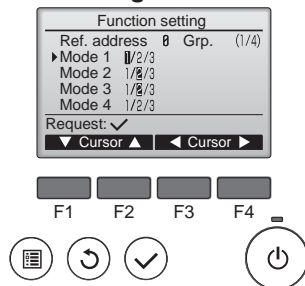 Function setting
Ref. address 0 Grp. (1/4)
Mode 1 1/2/3
Mode 2 1/2/3
Mode 3 1/2/3
Mode 4 1/2/3
Request: ✓
▼ Cursor ▲ ◀ Cursor ▶
F1 F2 F3 F4